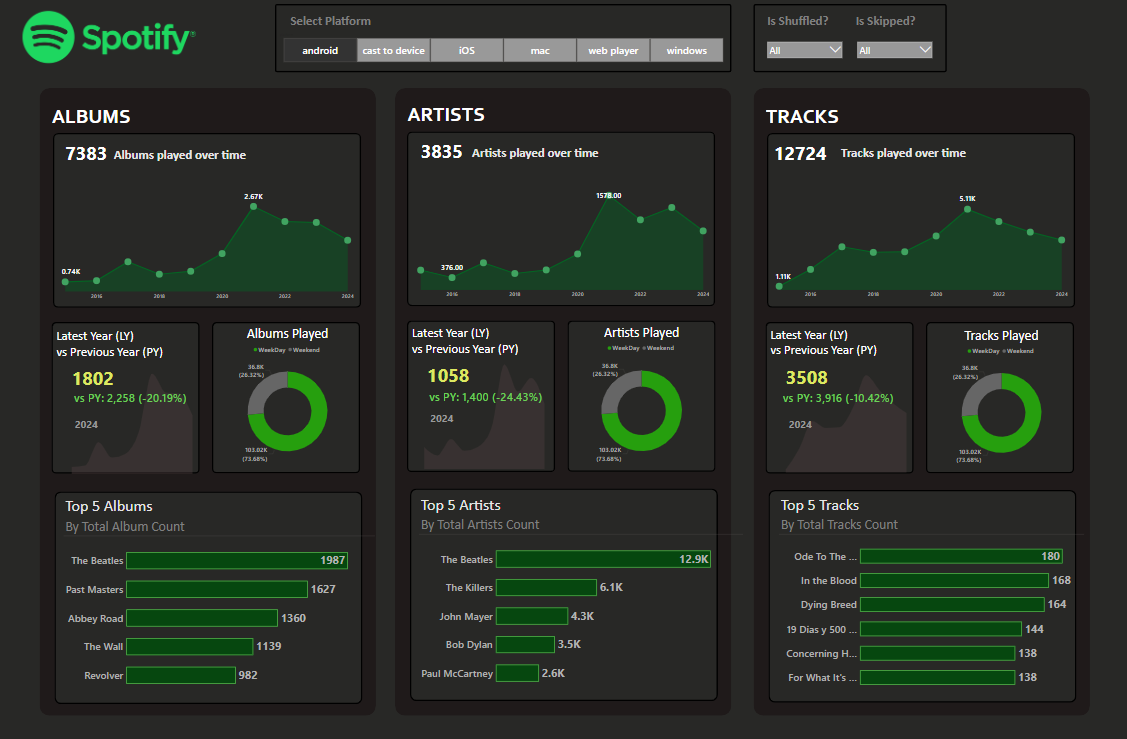 Spotify®
Select Platform
android
cast to device
iOS
mac
web player
windows
Is Shuffled?
Is Skipped?
All
All
ALBUMS
7383 Albums played over time
2.67K
0.74K
2016
2018
2020
2022
2024
Latest Year (LY)
vs Previous Year (PY)
1802
vs PY: 2,258 (-20.19%)
2024
Albums Played
WeekDay Weekend
36.8K
(26.32%)
103.02K
(73.68%)
Top 5 Albums
By Total Album Count
The Beatles 1987
Past Masters 1627
Abbey Road 1360
The Wall 1139
Revolver 982
ARTISTS
3835 Artists played over time
1578.00
376.00
2016
2018
2020
2022
2024
Latest Year (LY)
vs Previous Year (PY)
1058
vs PY: 1,400 (-24.43%)
2024
Artists Played
WeekDay Weekend
36.8K
(26.32%)
103.02K
(73.68%)
Top 5 Artists
By Total Artists Count
The Beatles 12.9K
The Killers 6.1K
John Mayer 4.3K
Bob Dylan 3.5K
Paul McCartney 2.6K
TRACKS
12724 Tracks played over time
5.11K
1.11K
2016
2018
2020
2022
2024
Latest Year (LY)
vs Previous Year (PY)
3508
vs PY: 3,916 (-10.42%)
2024
Tracks Played
WeekDay Weekend
36.8K
(26.32%)
103.02K
(73.68%)
Top 5 Tracks
By Total Tracks Count
Ode To The ... 180
In the Blood 168
Dying Breed 164
19 Dias y 500 ... 144
Concerning H... 138
For What It's ... 138